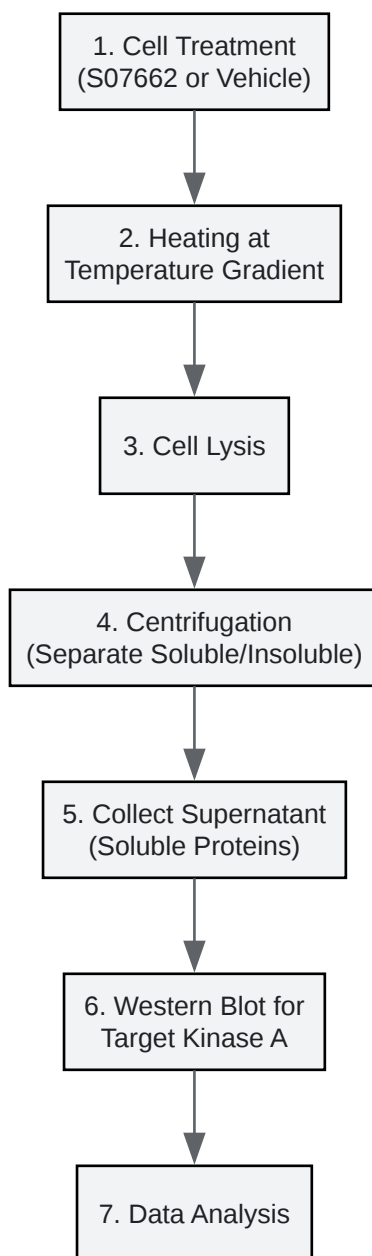 1. Cell Treatment
(S07662 or Vehicle)
2. Heating at
Temperature Gradient
3. Cell Lysis
4. Centrifugation
(Separate Soluble/Insoluble)
5. Collect Supernatant
(Soluble Proteins)
6. Western Blot for
Target Kinase A
7. Data Analysis